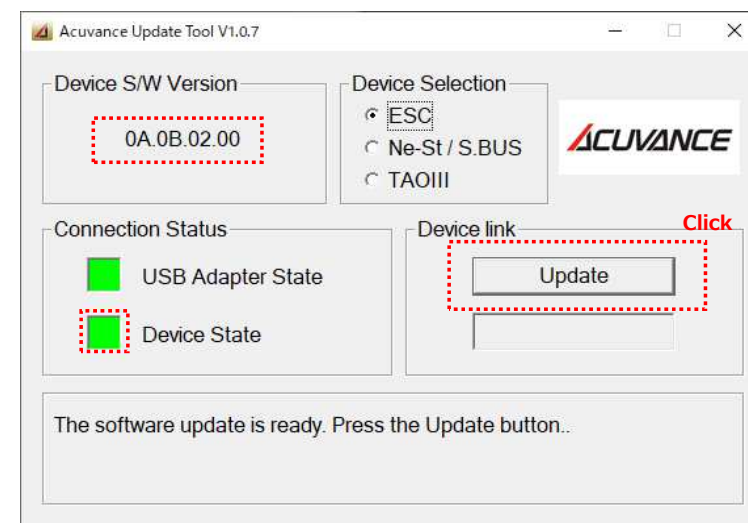 Acuvance Update Tool V1.0.7
Device S/W Version
0A.0B.02.00
Device Selection
ESC
Ne-St / S.BUS
TAOIII
ACUVANCE
Connection Status
USB Adapter State
Device State
Device link
Click
Update
The software update is ready. Press the Update button..